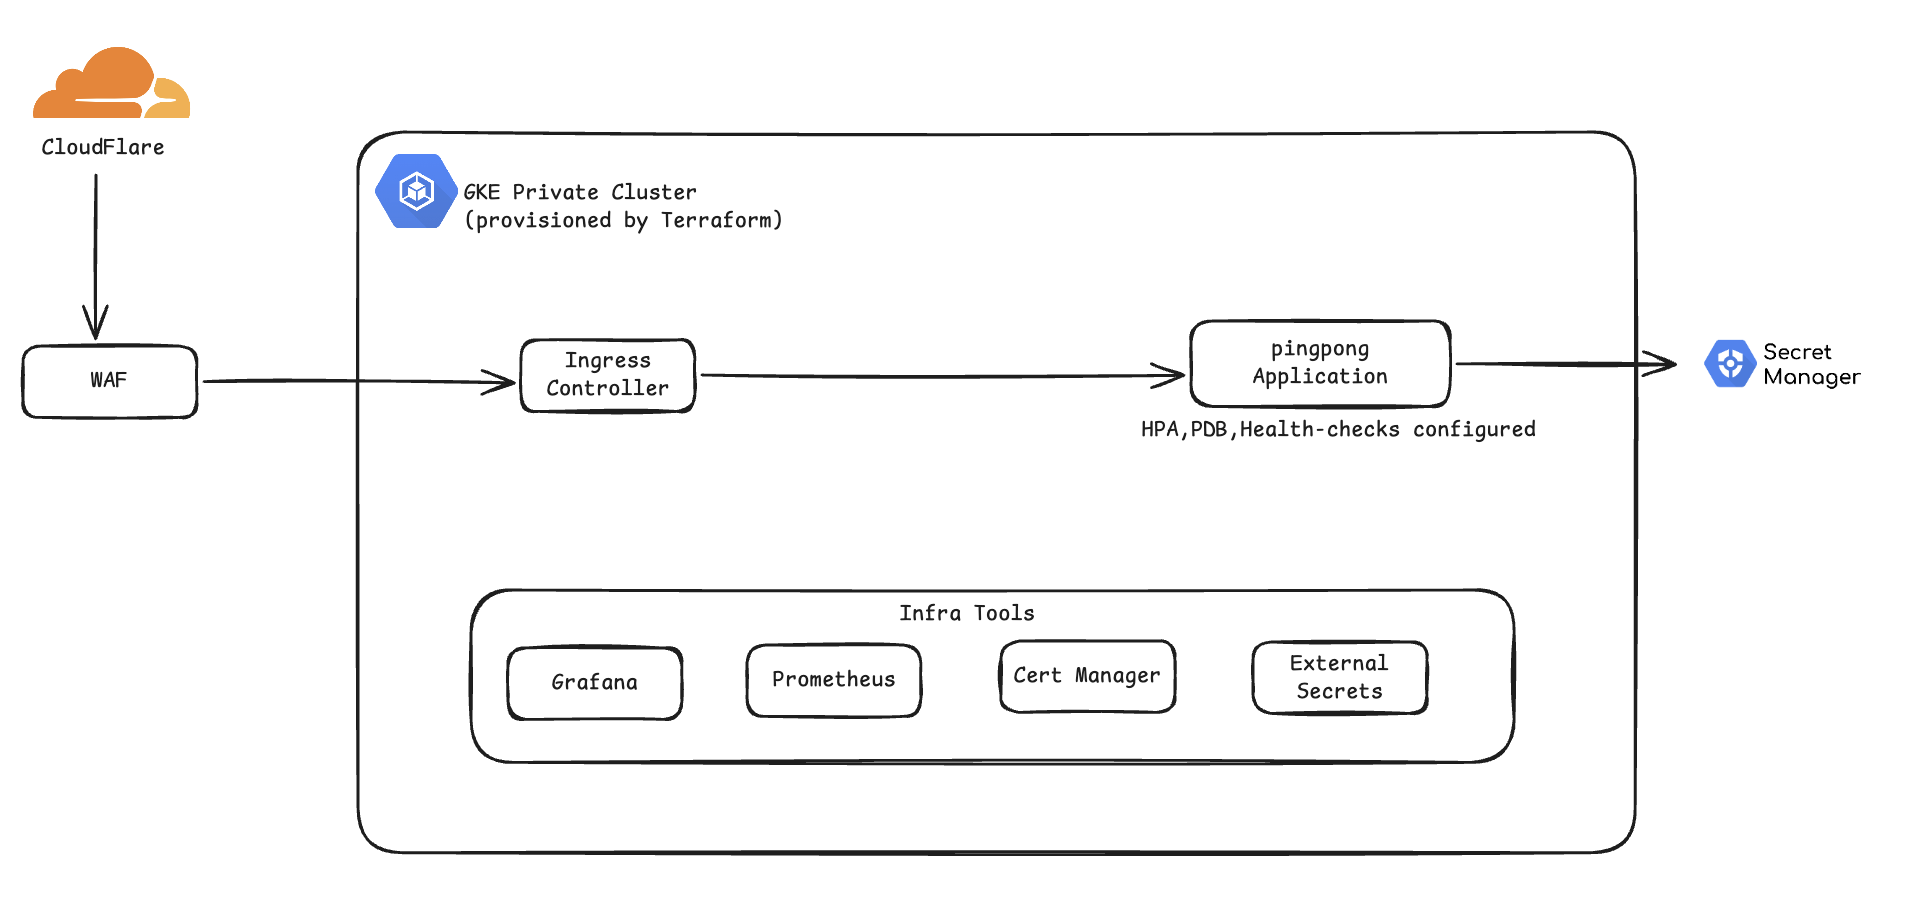 CloudFlare
GKE Private Cluster
(provisioned by Terraform)
WAF
Ingress
Controller
pingpong
Application
HPA,PDB,Health-checks configured
Secret
Manager
Infra Tools
Grafana
Prometheus
Cert Manager
External
Secrets